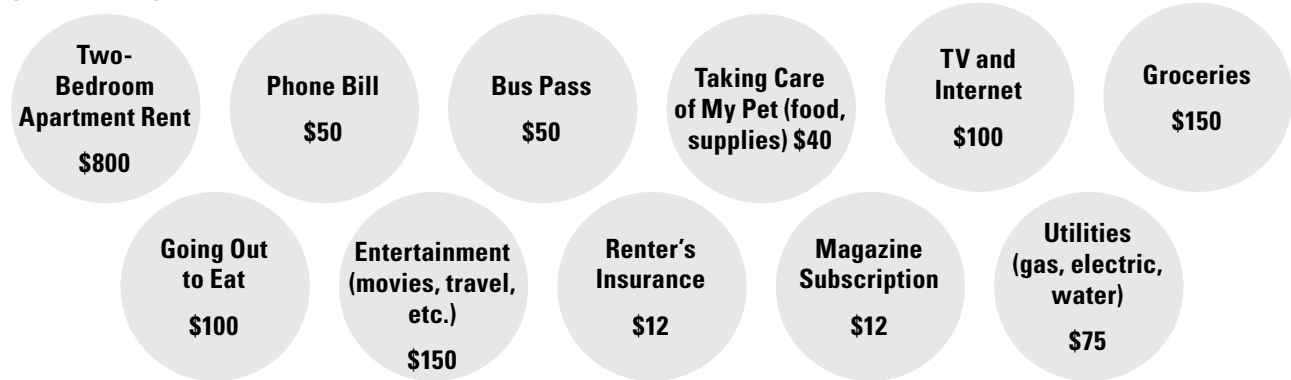 Two-
Bedroom
Apartment Rent
$800
Phone Bill
$50
Bus Pass
$50
Taking Care
of My Pet (food,
supplies) $40
TV and
Internet
$100
Groceries
$150
Going Out
to Eat
$100
Entertainment
(movies, travel,
etc.)
$150
Renter's
Insurance
$12
Magazine
Subscription
$12
Utilities
(gas, electric,
water)
$75